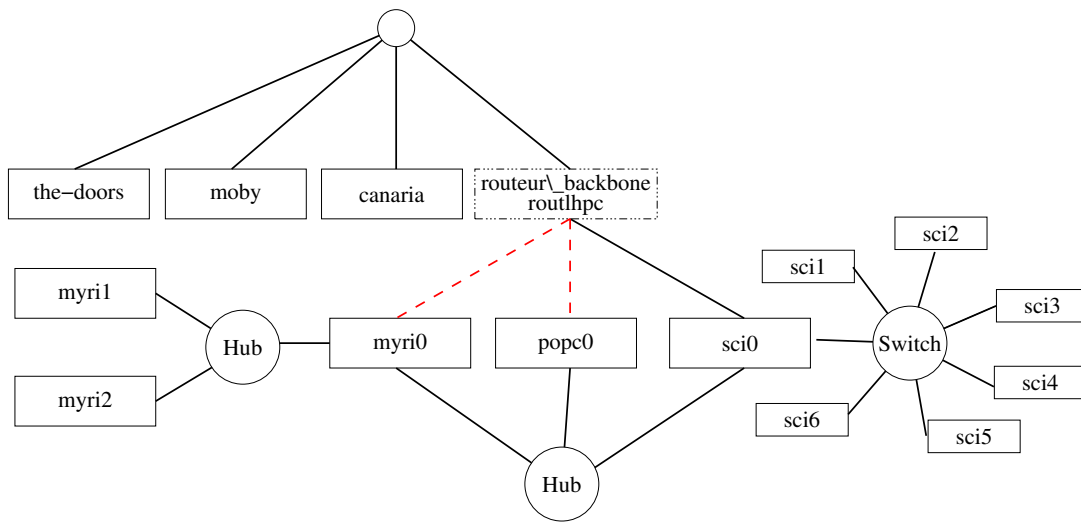 the−doors
moby
canaria
routeur\_backbone
routlhpc
sci2
sci1
myri1
sci3
Hub
myri0
popc0
sci0
Switch
myri2
sci4
sci6
sci5
Hub